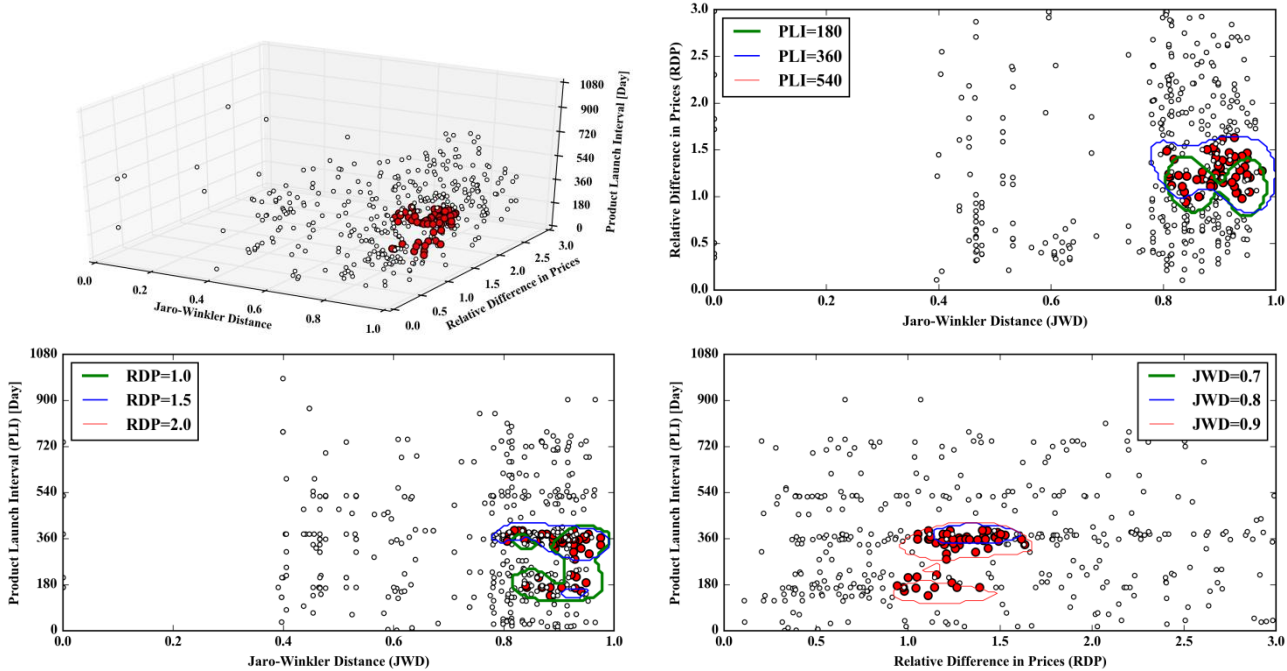 1080
900
720
540
360
180
0
Product Launch Interval [Day]
0.0
0.2
0.4
0.6
0.8
1.0
Jaro-Winkler Distance
0.0
0.5
1.0
1.5
2.0
2.5
3.0
Relative Difference in Prices
PLI=180
PLI=360
PLI=540
3.0
2.5
2.0
1.5
1.0
0.5
0.0
Relative Difference in Prices (RDP)
0.0 0.2 0.4 0.6 0.8 1.0
Jaro-Winkler Distance (JWD)
RDP=1.0
RDP=1.5
RDP=2.0
1080
900
720
540
360
180
0
Product Launch Interval (PLI) [Day]
0.0 0.2 0.4 0.6 0.8 1.0
Jaro-Winkler Distance (JWD)
JWD=0.7
JWD=0.8
JWD=0.9
1080
900
720
540
360
180
0
Product Launch Interval (PLI) [Day]
0.0 0.5 1.0 1.5 2.0 2.5 3.0
Relative Difference in Prices (RDP)